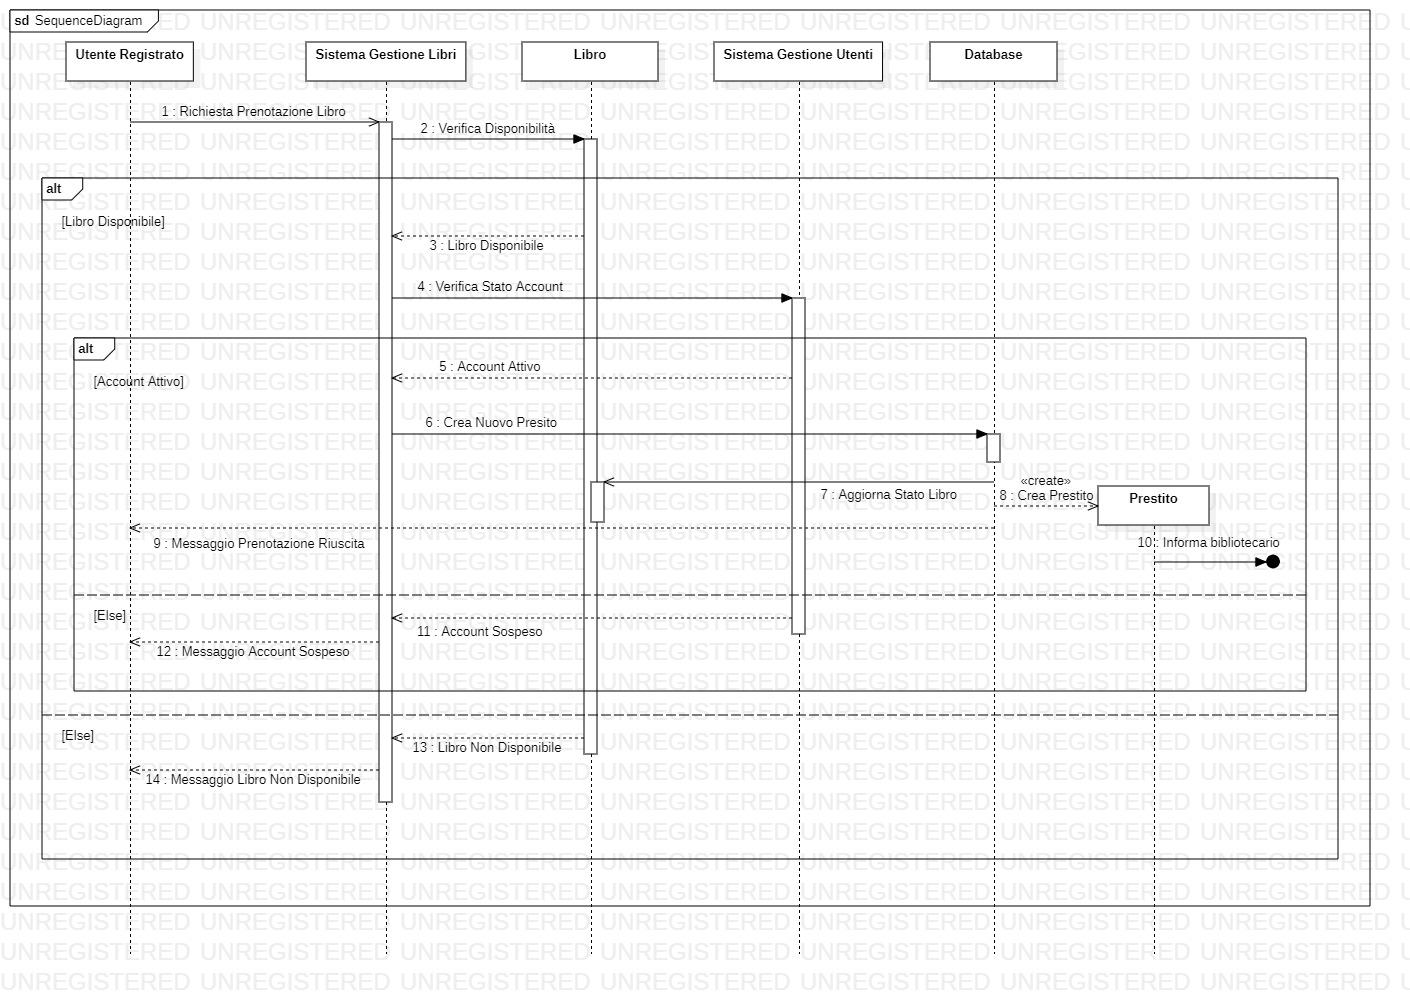 sd SequenceDiagram
Utente Registrato
Sistema Gestione Libri
Libro
Sistema Gestione Utenti
Database
1 : Richiesta Prenotazione Libro
2 : Verifica Disponibilità
alt
[Libro Disponibile]
3 : Libro Disponibile
4 : Verifica Stato Account
alt
5 : Account Attivo
[Account Attivo]
6 : Crea Nuovo Presito
«create»
7 : Aggiorna Stato Libro
8 : Crea Prestito
Prestito
9 : Messaggio Prenotazione Riuscita
10 : Informa bibliotecario
[Else]
11 : Account Sospeso
12 : Messaggio Account Sospeso
[Else]
13 : Libro Non Disponibile
14 : Messaggio Libro Non Disponibile
UNREGISTERED